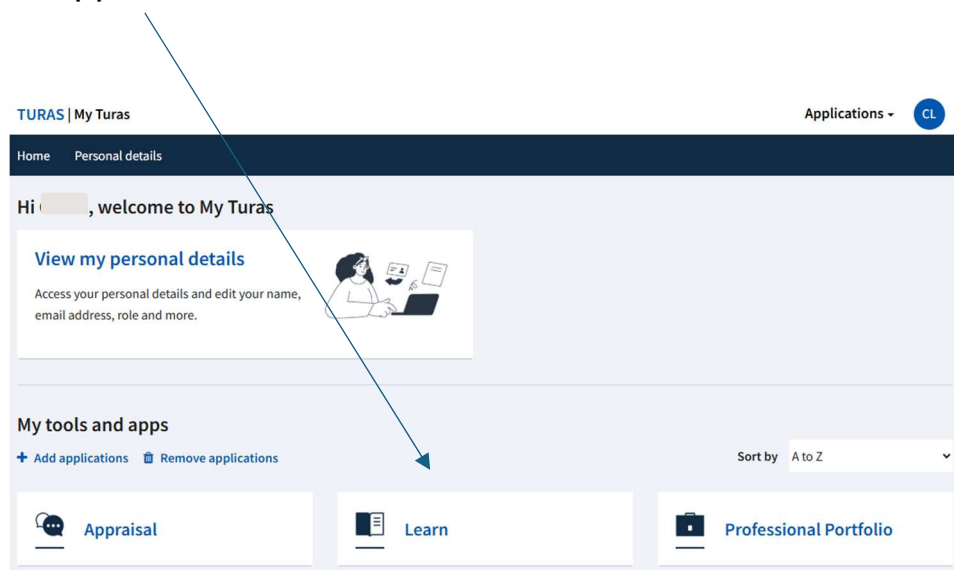 TURAS | My Turas
Applications
CL
Home Personal details
Hi , welcome to My Turas
View my personal details
Access your personal details and edit your name,
email address, role and more.
My tools and apps
+ Add applications Remove applications
Sort by A to Z
Appraisal
Learn
Professional Portfolio